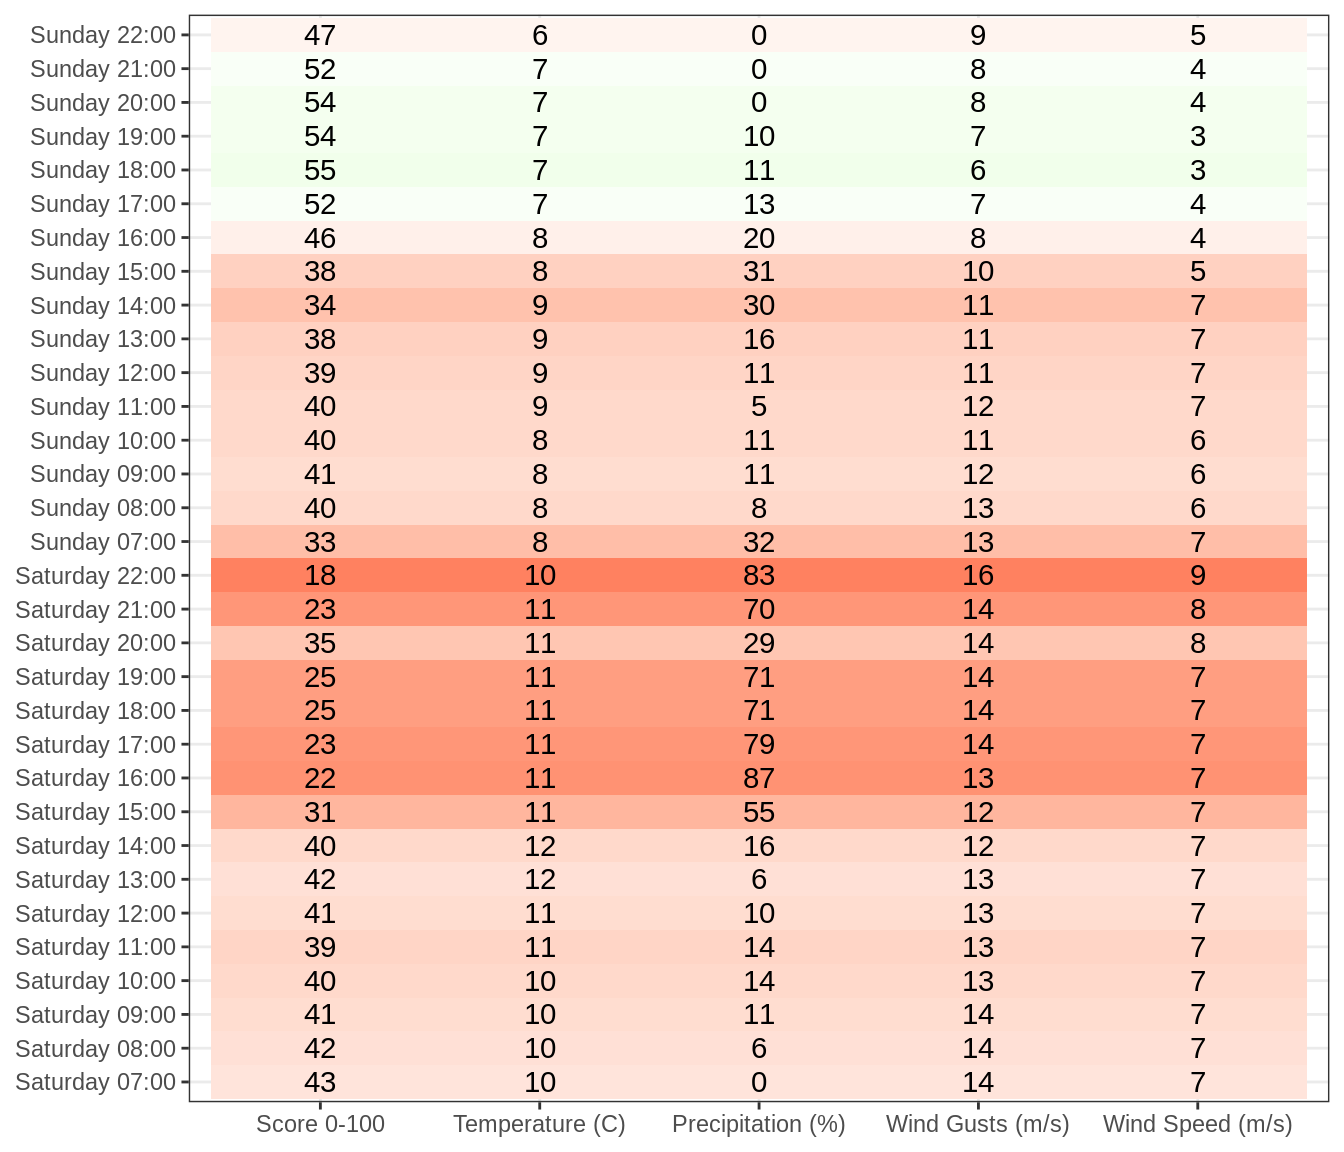 Sunday 22:00 47 6 0 9 5
Sunday 21:00 52 7 0 8 4
Sunday 20:00 54 7 0 8 4
Sunday 19:00 54 7 10 7 3
Sunday 18:00 55 7 11 6 3
Sunday 17:00 52 7 13 7 4
Sunday 16:00 46 8 20 8 4
Sunday 15:00 38 8 31 10 5
Sunday 14:00 34 9 30 11 7
Sunday 13:00 38 9 16 11 7
Sunday 12:00 39 9 11 11 7
Sunday 11:00 40 9 5 12 7
Sunday 10:00 40 8 11 11 6
Sunday 09:00 41 8 11 12 6
Sunday 08:00 40 8 8 13 6
Sunday 07:00 33 8 32 13 7
Saturday 22:00 18 10 83 16 9
Saturday 21:00 23 11 70 14 8
Saturday 20:00 35 11 29 14 8
Saturday 19:00 25 11 71 14 7
Saturday 18:00 25 11 71 14 7
Saturday 17:00 23 11 79 14 7
Saturday 16:00 22 11 87 13 7
Saturday 15:00 31 11 55 12 7
Saturday 14:00 40 12 16 12 7
Saturday 13:00 42 12 6 13 7
Saturday 12:00 41 11 10 13 7
Saturday 11:00 39 11 14 13 7
Saturday 10:00 40 10 14 13 7
Saturday 09:00 41 10 11 14 7
Saturday 08:00 42 10 6 14 7
Saturday 07:00 43 10 0 14 7
Score 0-100 Temperature (C) Precipitation (%) Wind Gusts (m/s) Wind Speed (m/s)